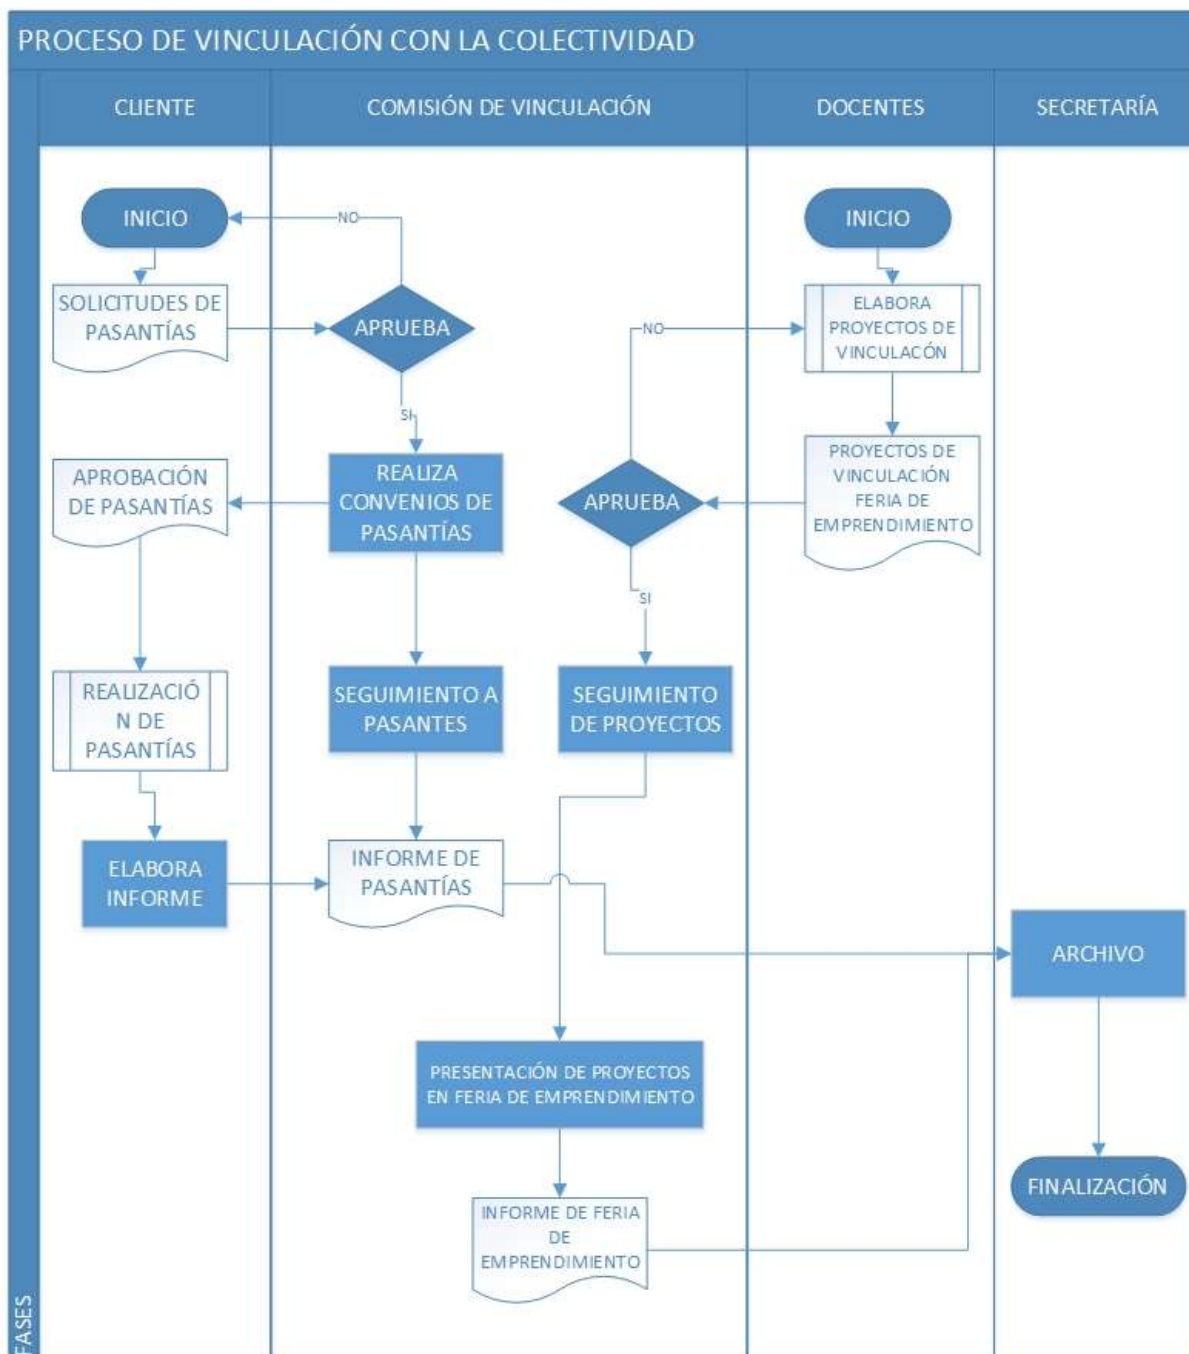 PROCESO DE VINCULACIÓN CON LA COLECTIVIDAD
CLIENTE
COMISIÓN DE VINCULACIÓN
DOCENTES
SECRETARÍA
INICIO
NO
INICIO
SOLICITUDES DE
PASANTÍAS
APRUEBA
NO
ELABORA
PROYECTOS DE
VINCULACÓN
SI
APROBACIÓN
DE PASANTÍAS
REALIZA
CONVENIOS DE
PASANTÍAS
APRUEBA
PROYECTOS DE
VINCULACIÓN
FERIA DE
EMPRENDIMIENTO
SI
REALIZACIÓ
N DE
PASANTÍAS
SEGUIMIENTO A
PASANTES
SEGUIMIENTO
DE PROYECTOS
ELABORA
INFORME
INFORME DE
PASANTÍAS
ARCHIVO
PRESENTACIÓN DE PROYECTOS
EN FERIA DE EMPRENDIMIENTO
FINALIZACIÓN
INFORME DE FERIA
DE
EMPRENDIMIENTO
FASES